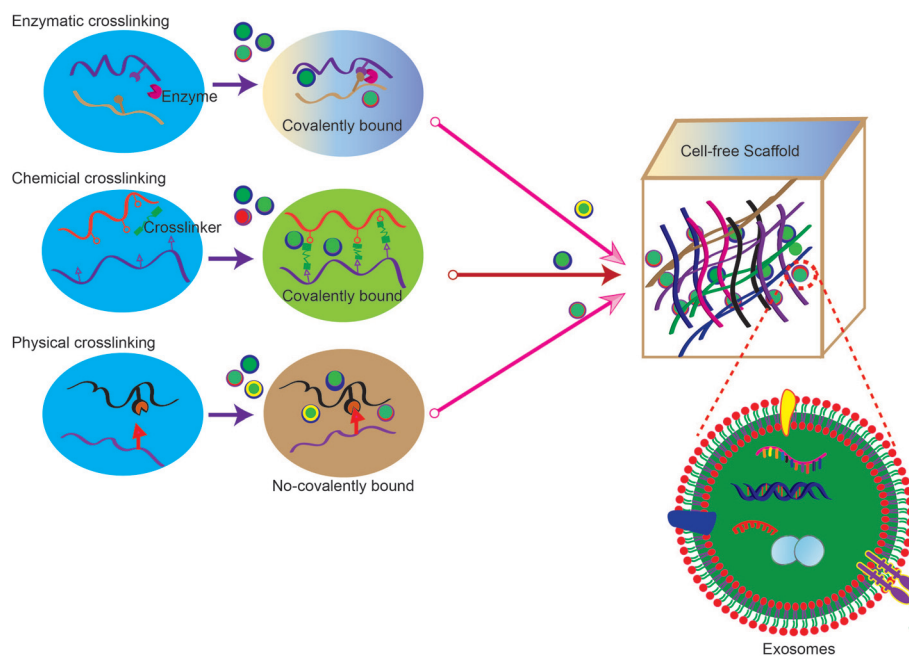 Enzymatic crosslinking
Enzyme
Covalently bound
Chemicial crosslinking
Crosslinker
Covalently bound
Physical crosslinking
No-covalently bound
Cell-free Scaffold
Exosomes